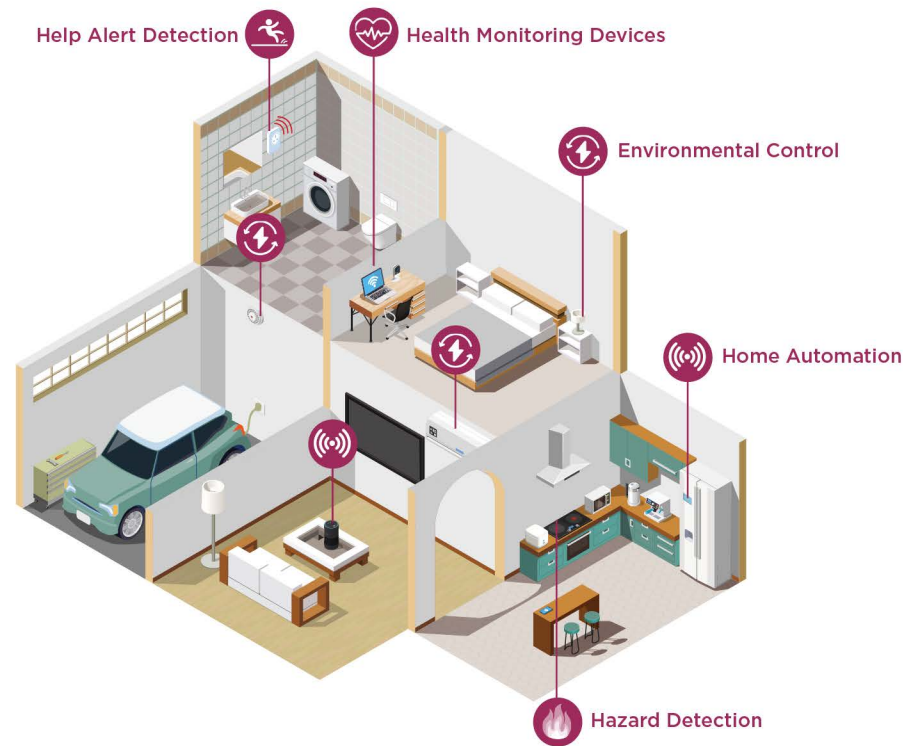 Help Alert Detection
Health Monitoring Devices
Environmental Control
Home Automation
Hazard Detection